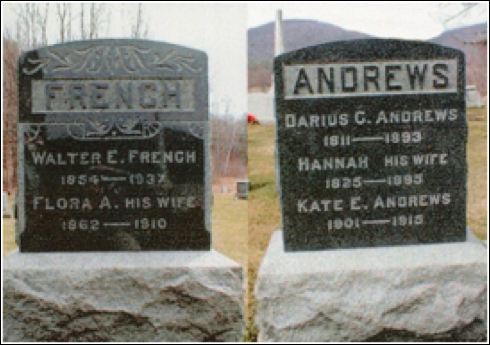 FRENCH
WALTER E. FRENCH
1854–1937
FLORA A. HIS WIFE
1862–1910
ANDREWS
DARIUS C. ANDREWS
1811–1893
HANNAH HIS WIFE
1825–1895
KATE E. ANDREWS
1901–1915